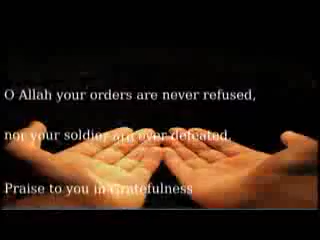 O Allah your orders are never refused,
nor your soldier are ever defeated,
Praise to you in Gratefulness